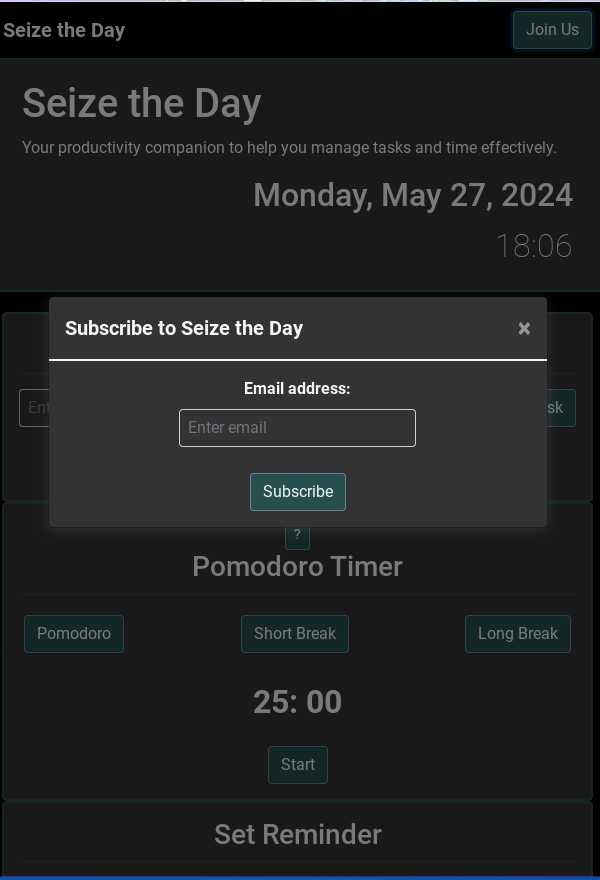 Seize the Day
Join Us
Seize the Day
Your productivity companion to help you manage tasks and time effectively.
Monday, May 27, 2024
18:06
Subscribe to Seize the Day
×
Email address:
Ent
Enter email
sk
Subscribe
?
Pomodoro Timer
Pomodoro
Short Break
Long Break
25: 00
Start
Set Reminder